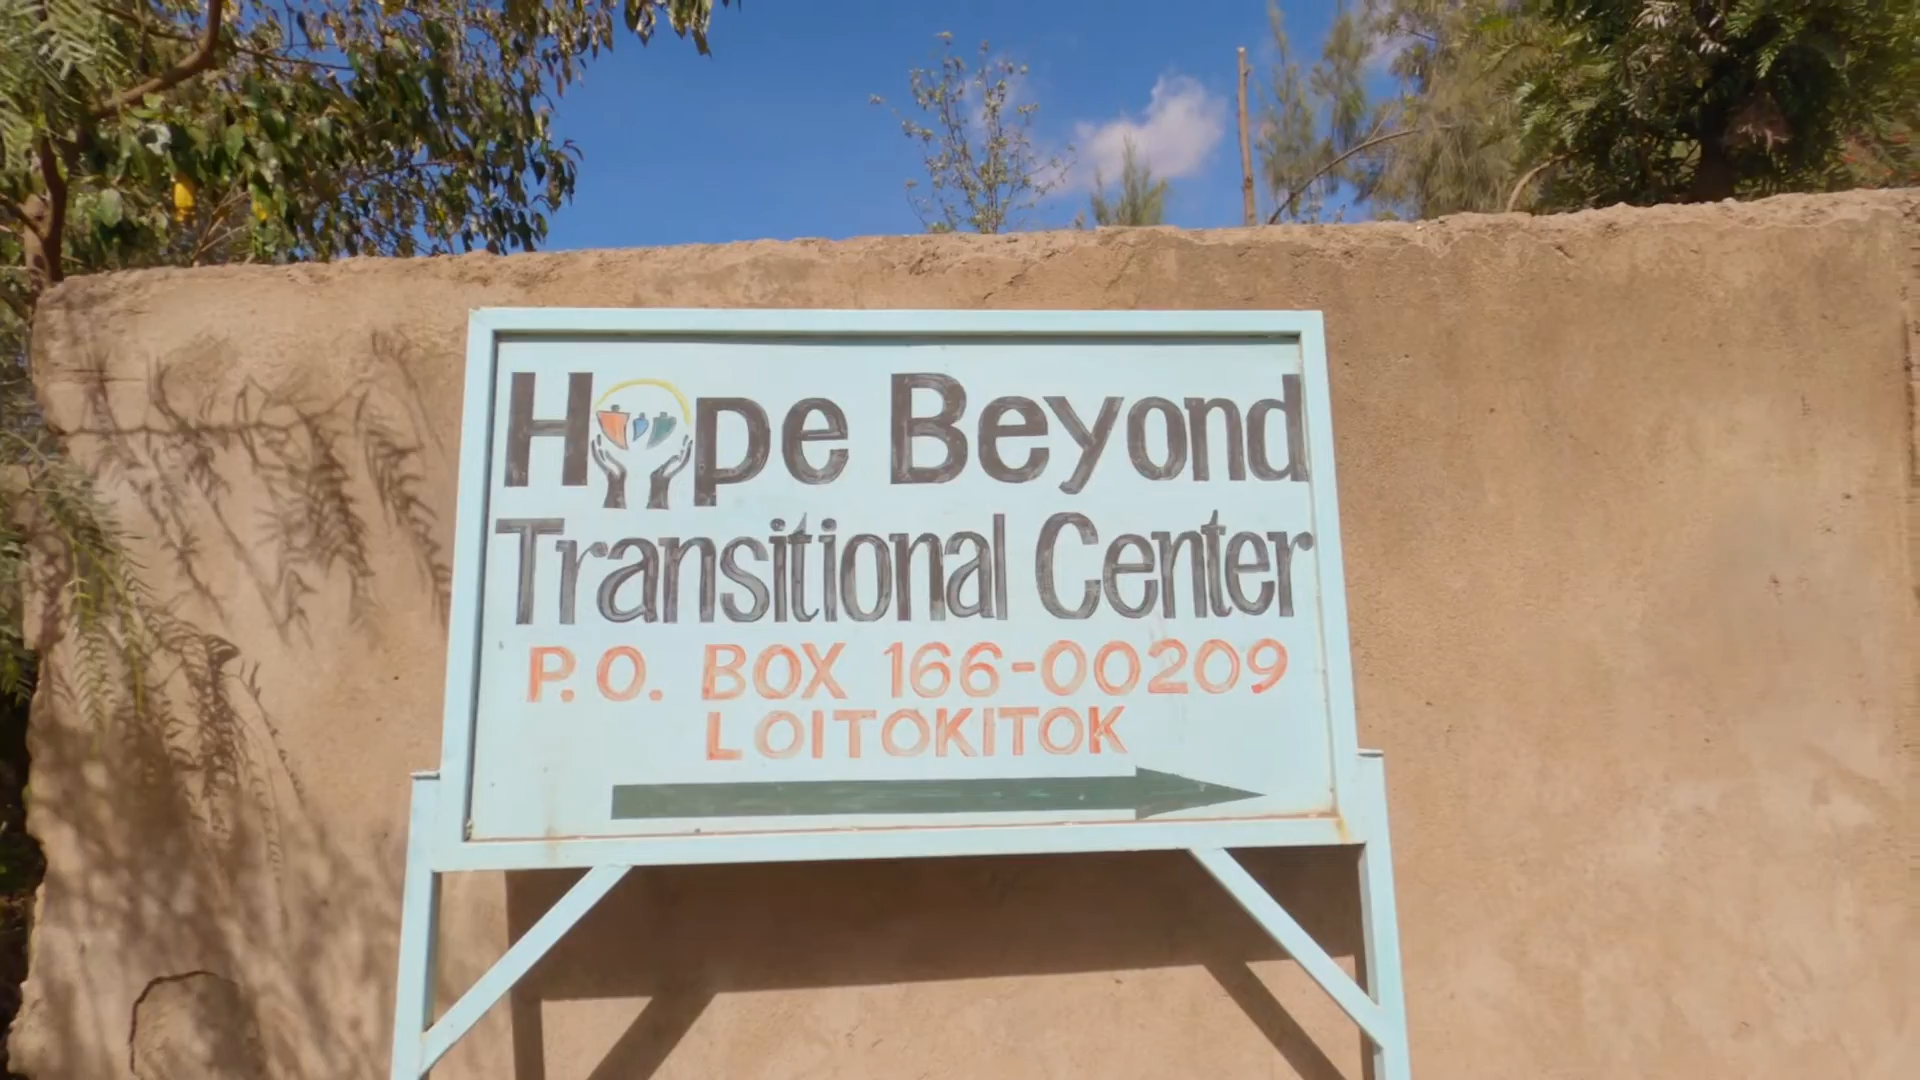 Hope Beyond
Transitional Center
P.O. BOX 166-00209
LOITOKITOK